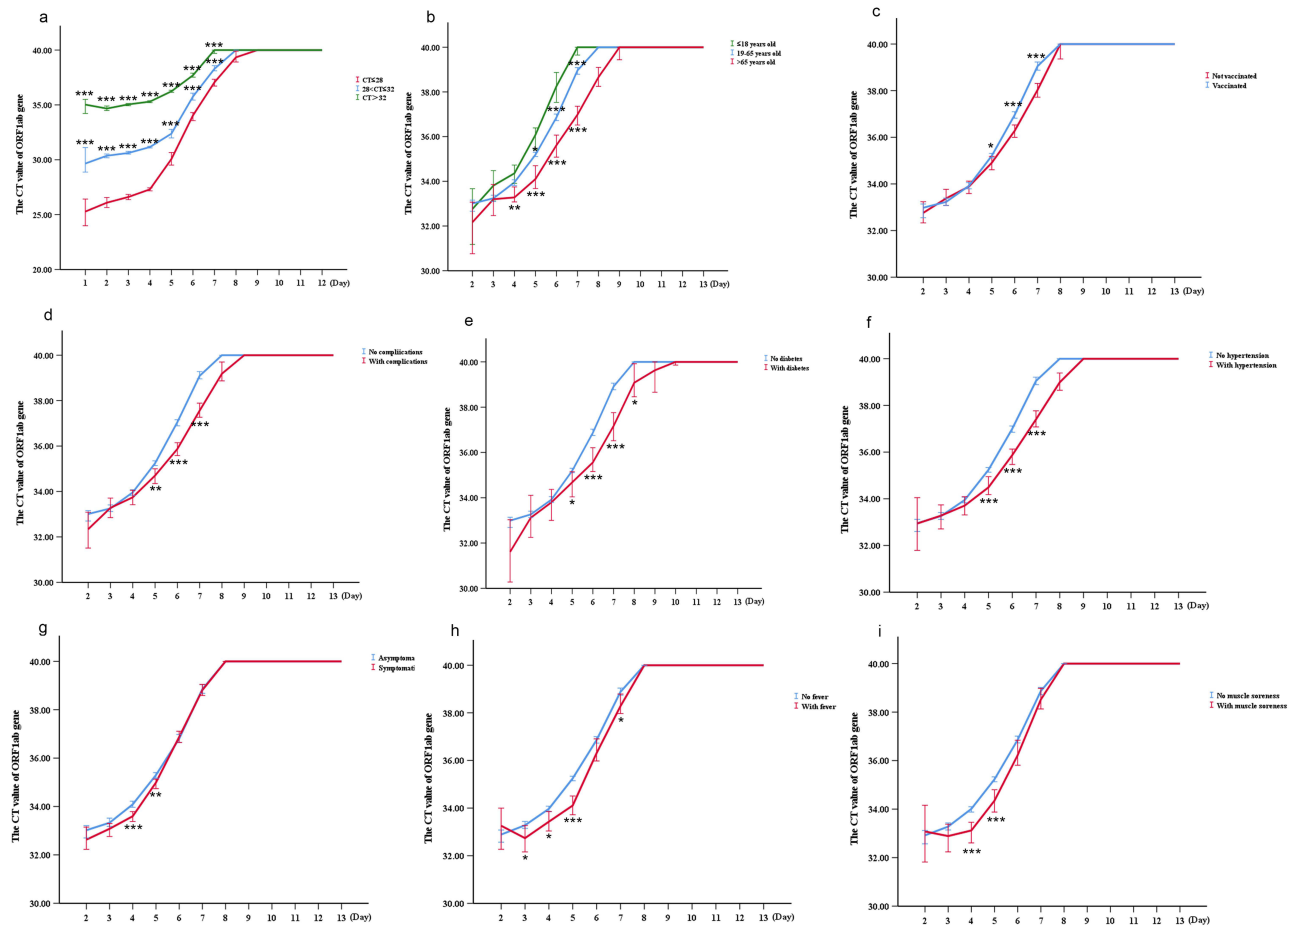 a
The CT value of ORF1ab gene
40.00
35.00
30.00
25.00
20.00
*** *** *** *** *** *** ***
*** *** *** *** *** *** ***
CT≤28
28<CT≤32
CT>32
1 2 3 4 5 6 7 8 9 10 11 12 (Day)
b
The CT value of ORF1ab gene
40.00
38.00
36.00
34.00
32.00
30.00
***
***
*
***
***
***
**
≤18 years old
19-65 years old
>65 years old
2 3 4 5 6 7 8 9 10 11 12 13 (Day)
c
The CT value of ORF1ab gene
40.00
38.00
36.00
34.00
32.00
30.00
***
***
*
Not vaccinated
Vaccinated
2 3 4 5 6 7 8 9 10 11 12 13 (Day)
d
The CT value of ORF1ab gene
40.00
38.00
36.00
34.00
32.00
30.00
***
***
**
No compliications
With complications
2 3 4 5 6 7 8 9 10 11 12 13 (Day)
e
The CT value of ORF1ab gene
40.00
38.00
36.00
34.00
32.00
30.00
*
***
***
*
No diabetes
With diabetes
2 3 4 5 6 7 8 9 10 11 12 13 (Day)
f
The CT value of ORF1ab gene
40.00
38.00
36.00
34.00
32.00
30.00
***
***
***
No hypertension
With hypertension
2 3 4 5 6 7 8 9 10 11 12 13 (Day)
g
The CT value of ORF1ab gene
40.00
38.00
36.00
34.00
32.00
30.00
**
***
Asymptoma
Symptomati
2 3 4 5 6 7 8 9 10 11 12 13 (Day)
h
The CT value of ORF1ab gene
40.00
38.00
36.00
34.00
32.00
30.00
*
***
*
*
No fever
With fever
2 3 4 5 6 7 8 9 10 11 12 13 (Day)
i
The CT value of ORF1ab gene
40.00
38.00
36.00
34.00
32.00
30.00
***
***
No muscle soreness
With muscle soreness
2 3 4 5 6 7 8 9 10 11 12 13 (Day)